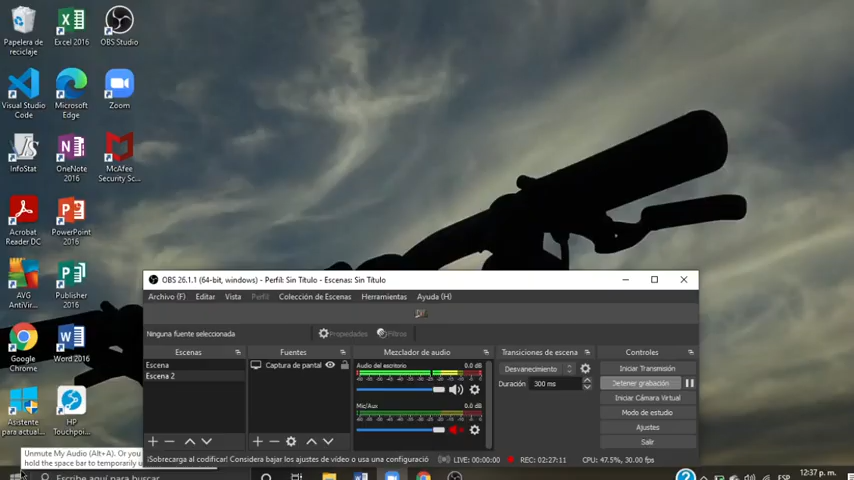 Papelera de
reciclaje
Excel 2016
OBS Studio
Visual Studio
Code
Microsoft
Edge
Zoom
InfoStat
OneNote
2016
McAfee
Security Sc...
Acrobat
Reader DC
PowerPoint
2016
AVG
AntiVir...
Publisher
2016
Google
Chrome
Word 2016
Asistente
para actual...
HP
Touchpoi...
OBS 26.1.1 (64-bit, windows) - Perfil: Sin Título - Escenas: Sin Título
Archivo (F) Editar Vista Perfil Colección de Escenas Herramientas Ayuda (H)
Ninguna fuente seleccionada Propiedades Filtros
Escenas Fuentes Mezclador de audio Transiciones de escena Controles
Escena
Escena 2
Captura de pantal
Audio del escritorio 0.0 dB
Mic/Aux 0.0 dB
Desvanecimiento
Duración 300 ms
Iniciar Transmisión
Detener grabación
Iniciar Cámara Virtual
Modo de estudio
Ajustes
Salir
¡Sobrecarga al codificar! Considera bajar los ajustes de vídeo o usa una configuració LIVE: 00:00:00 REC: 02:27:11 CPU: 47.5%, 30.00 fps
Unmute My Audio (Alt+A). Or you
hold the space bar to temporarily u
Escribe aquí para buscar
ESP
12:37 p. m.